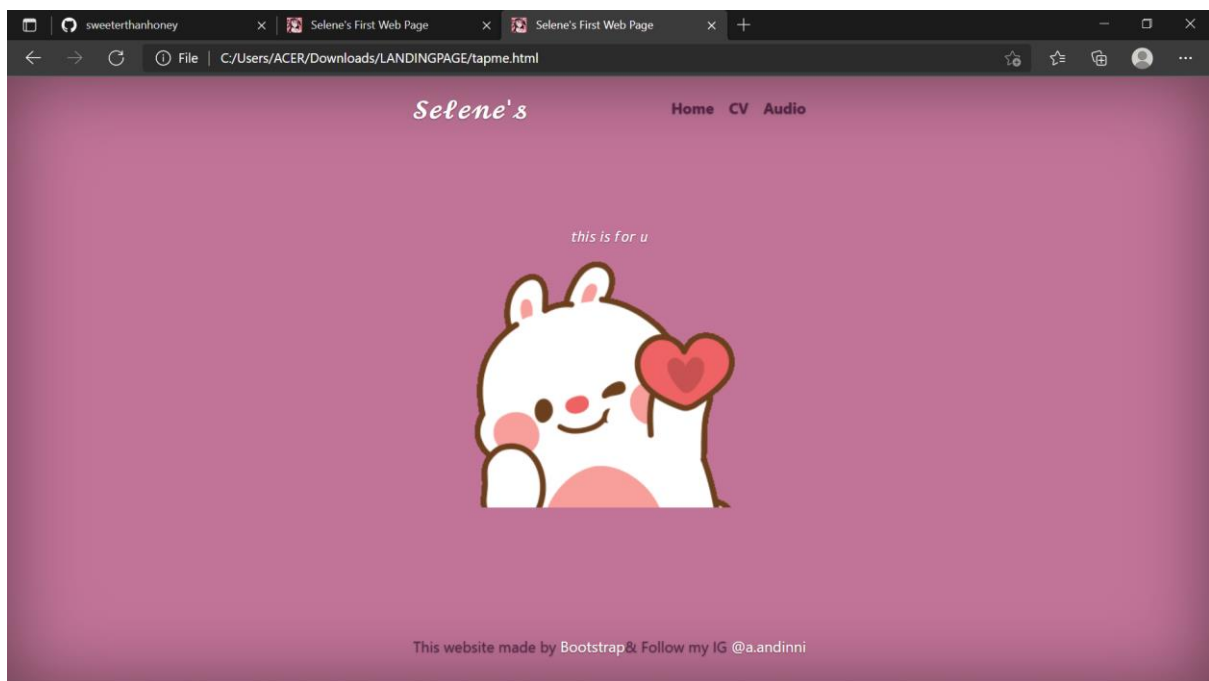 sweeterthanhoney
Selene's First Web Page
Selene's First Web Page
File | C:/Users/ACER/Downloads/LANDINGPAGE/tapme.html
Selene's
Home CV Audio
this is for u
This website made by Bootstrap& Follow my IG @a.andinni